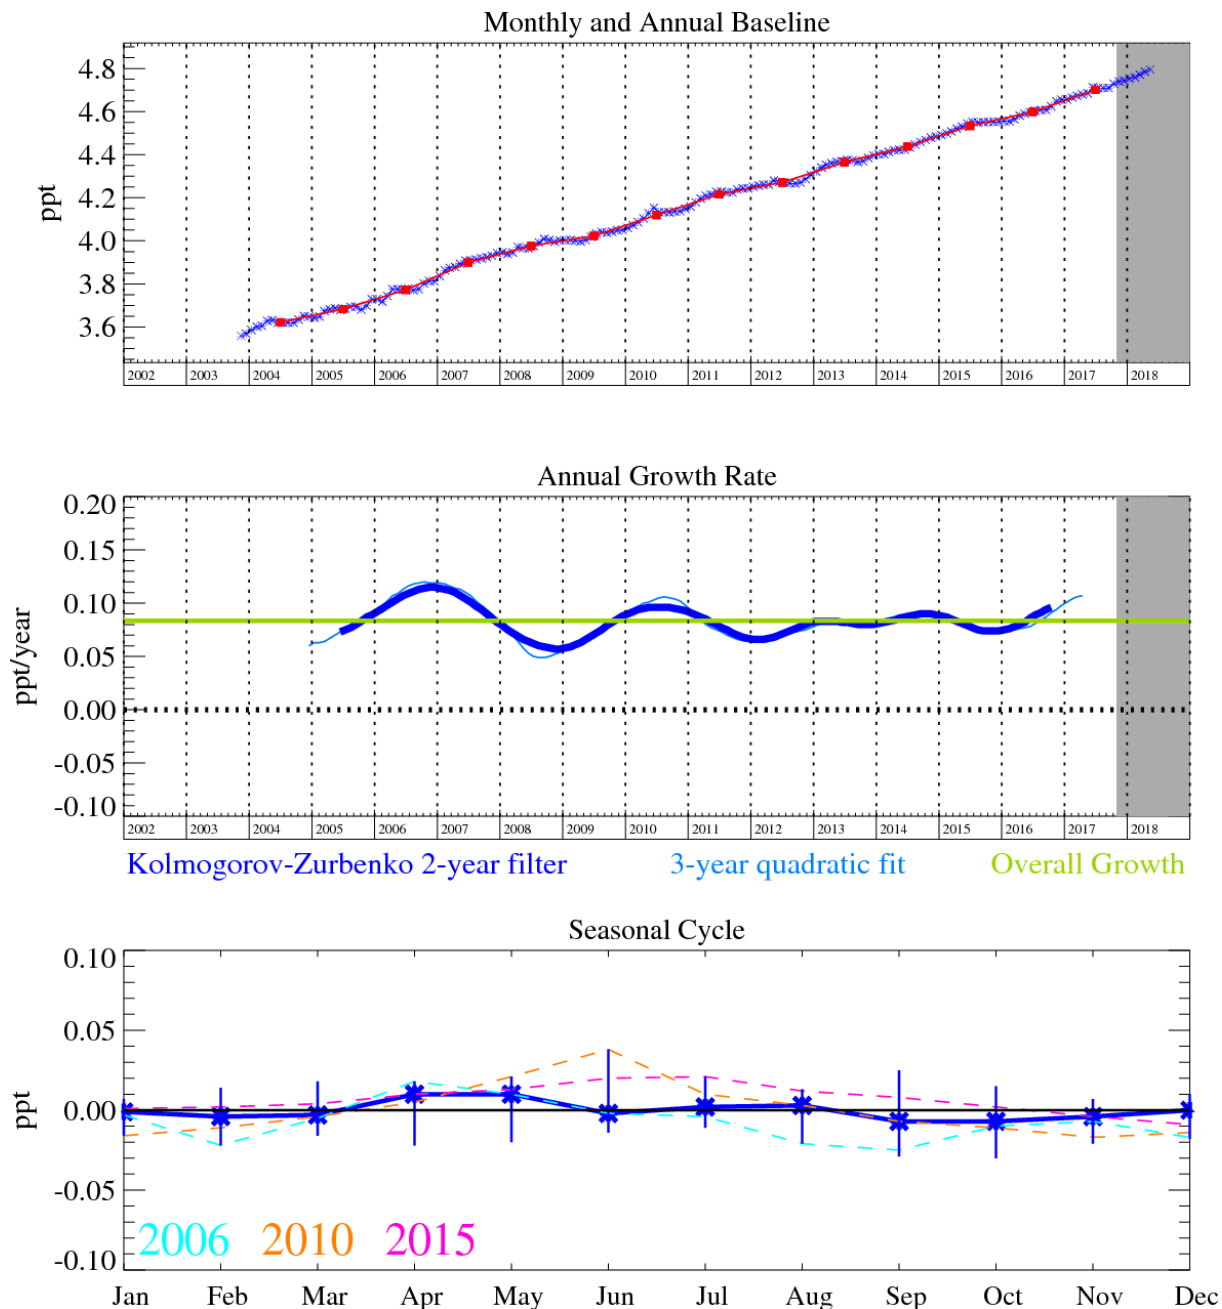 Monthly and Annual Baseline
4.8
4.6
4.4
4.2
4.0
3.8
3.6
ppt
2002 2003 2004 2005 2006 2007 2008 2009 2010 2011 2012 2013 2014 2015 2016 2017 2018
Annual Growth Rate
0.20
0.15
0.10
0.05
0.00
-0.05
-0.10
ppt/year
2002 2003 2004 2005 2006 2007 2008 2009 2010 2011 2012 2013 2014 2015 2016 2017 2018
Kolmogorov-Zurbenko 2-year filter 3-year quadratic fit Overall Growth
Seasonal Cycle
0.10
0.05
0.00
-0.05
-0.10
ppt
2006 2010 2015
Jan Feb Mar Apr May Jun Jul Aug Sep Oct Nov Dec